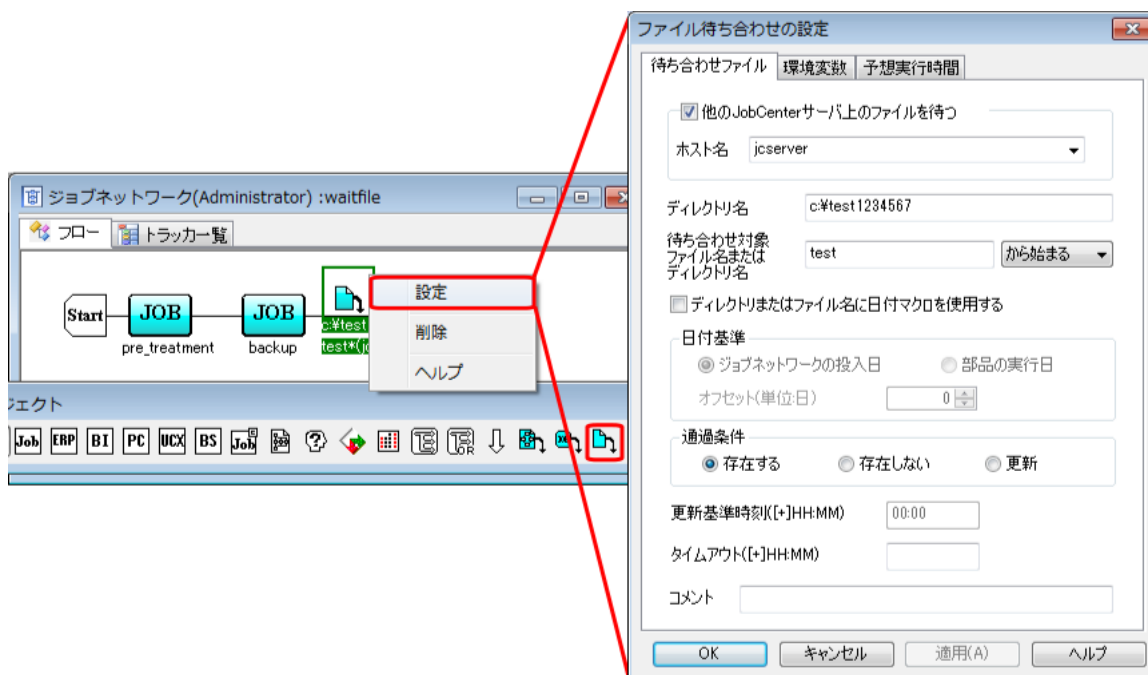 ジョブネットワーク(Administrator) :waitfile
フロー トラッカ一覧
Start
JOB
pre_treatment
JOB
backup
c:¥test
test*(jc
設定
削除
ヘルプ
ジェクト
Job ERP BI PC UCX BS Job
OR
ファイル待ち合わせの設定
待ち合わせファイル 環境変数 予想実行時間
他のJobCenterサーバ上のファイルを待つ
ホスト名 jcserver
ディレクトリ名 c:¥test1234567
待ち合わせ対象
ファイル名または
ディレクトリ名
test から始まる
ディレクトリまたはファイル名に日付マクロを使用する
日付基準
ジョブネットワークの投入日 部品の実行日
オフセット(単位:日) 0
通過条件
存在する 存在しない 更新
更新基準時刻([+]HH:MM) 00:00
タイムアウト([+]HH:MM)
コメント
OK キャンセル 適用(A) ヘルプ